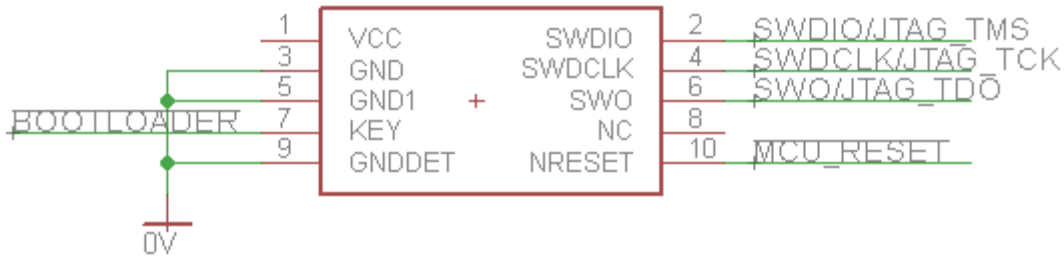 1 VCC SWDIO 2 SWDIO/JTAG_TMS
3 GND SWDCLK 4 SWDCLK/JTAG_TCK
5 GND1 SWO 6 SWO/JTAG_TDO
BOOTLOADER 7 KEY NC 8
9 GNDDET NRESET 10 MCU_RESET
0V